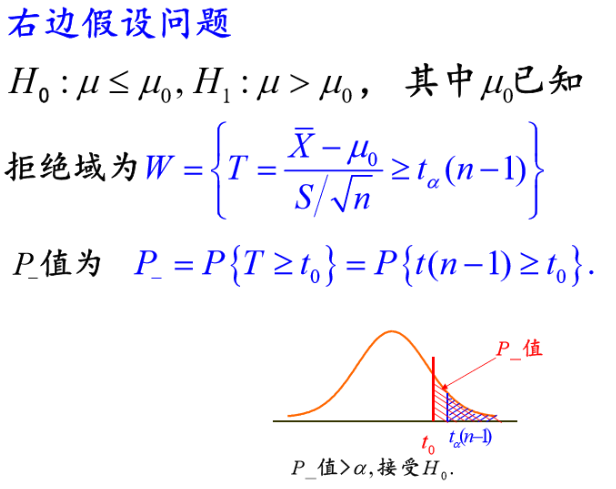 右边假设问题
H₀ : μ ≤ μ₀, H₁ : μ > μ₀， 其中μ₀已知
拒绝域为 W = { T = (X̄ − μ₀) / (S/√n) ≥ t_α (n−1) }
P_值为 P_ = P{T ≥ t₀} = P{t(n−1) ≥ t₀}.
P_值
t₀ t_α(n−1)
P_值>α,接受H₀.